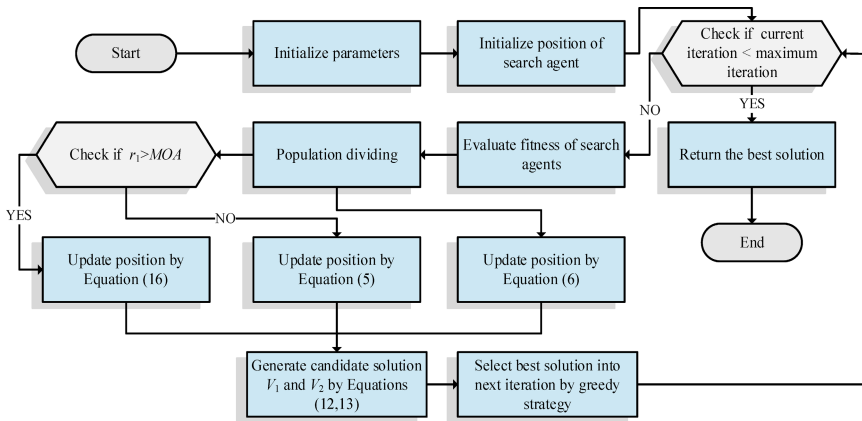 Start
Initialize parameters
Initialize position of
search agent
Check if current
iteration < maximum
iteration
YES
NO
Check if r₁>MOA
Population dividing
Evaluate fitness of search
agents
Return the best solution
YES
NO
End
Update position by
Equation (16)
Update position by
Equation (5)
Update position by
Equation (6)
Generate candidate solution
V₁ and V₂ by Equations
(12,13)
Select best solution into
next iteration by greedy
strategy